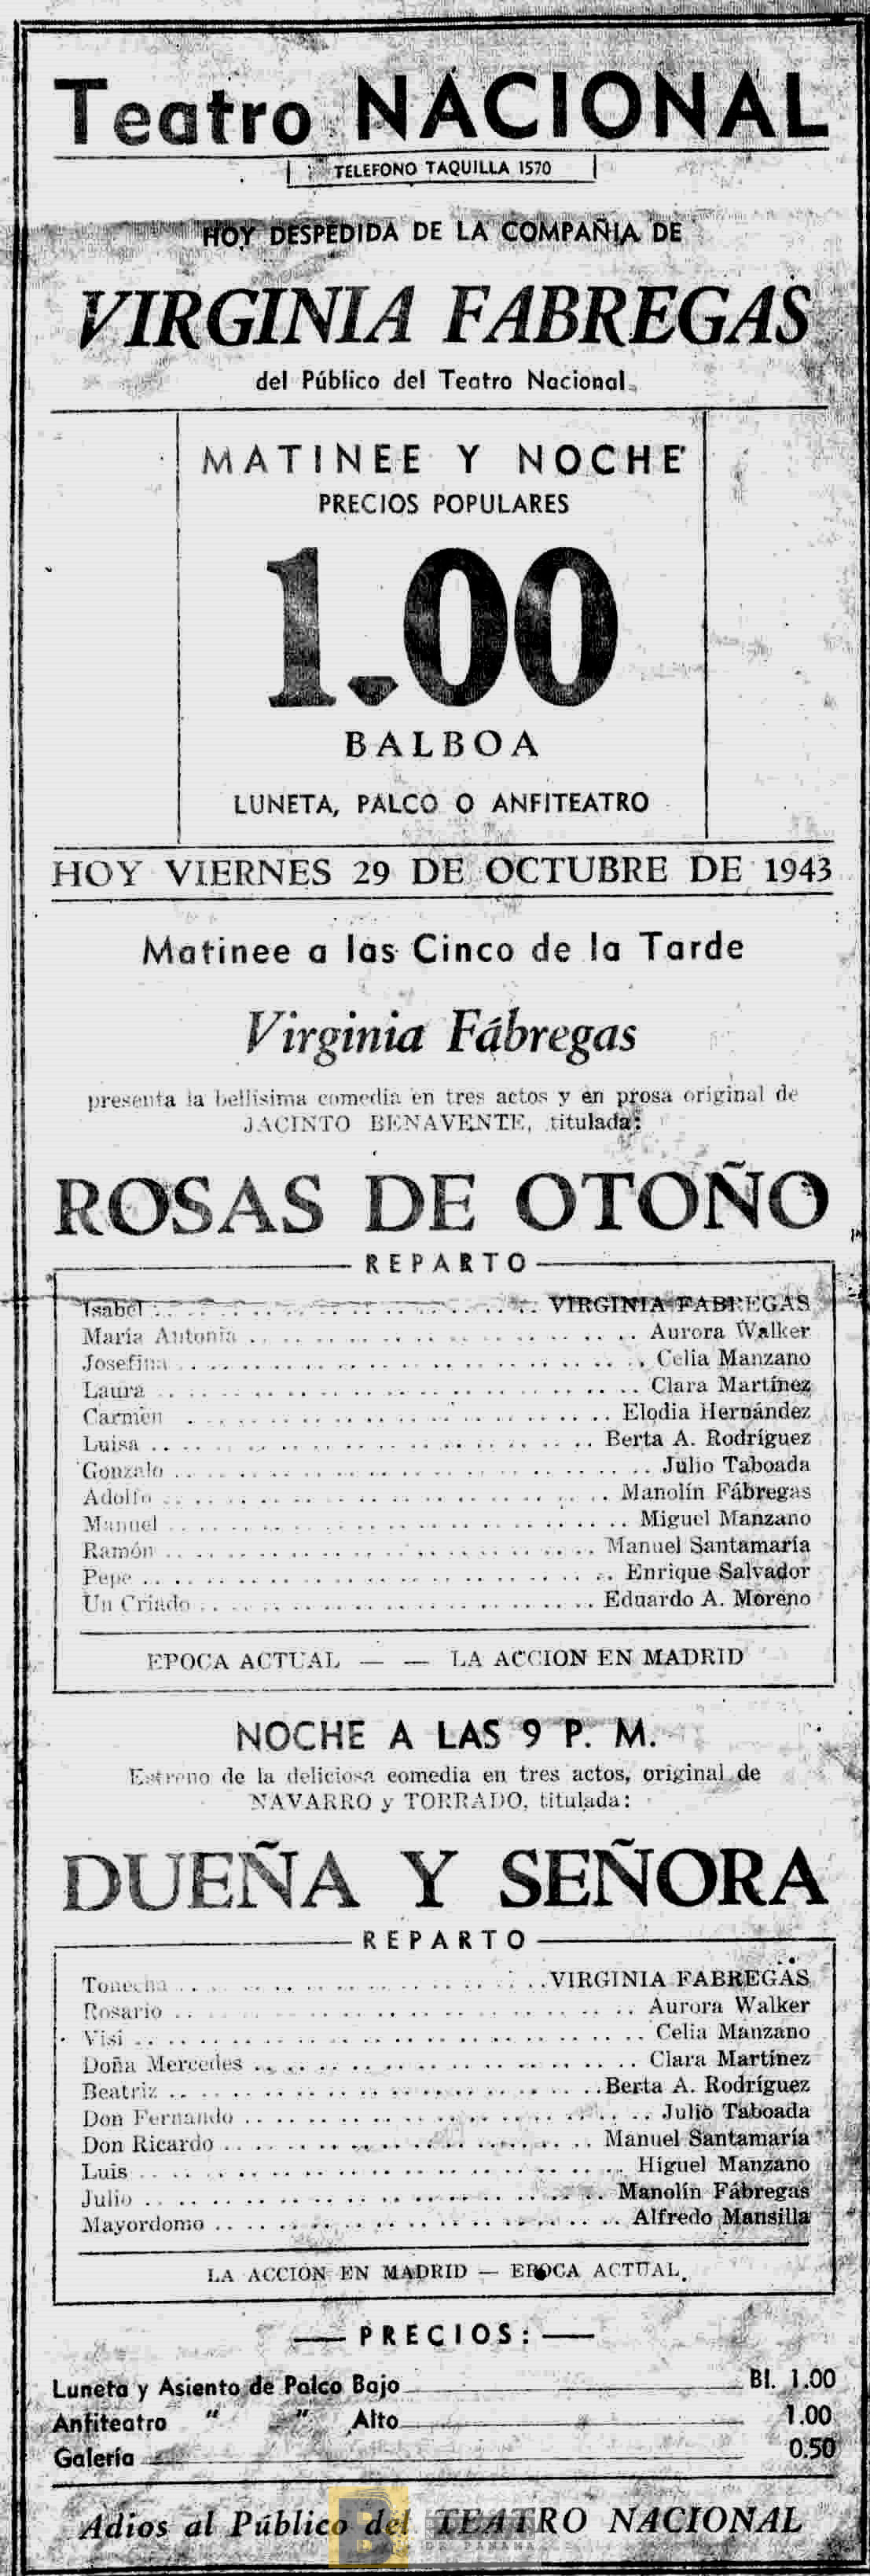 Teatro NACIONAL
TELEFONO TAQUILLA 1570
HOY DESPEDIDA DE LA COMPAÑIA DE
VIRGINIA FABREGAS
del Público del Teatro Nacional
MATINEE Y NOCHE
PRECIOS POPULARES
1.00
BALBOA
LUNETA, PALCO O ANFITEATRO
HOY VIERNES 29 DE OCTUBRE DE 1943
Matinee a las Cinco de la Tarde
Virginia Fábregas
presenta la bellísima comedia en tres actos y en prosa original de
JACINTO BENAVENTE, titulada:
ROSAS DE OTOÑO
REPARTO
Isabel .. .. .. .. .. VIRGINIA FABREGAS
María Antonia .. .. .. .. .. Aurora Walker
Josefina .. .. .. .. .. Celia Manzano
Laura .. .. .. .. .. Clara Martínez
Carmen .. .. .. .. .. Elodia Hernández
Luisa .. .. .. .. .. Berta A. Rodríguez
Gonzalo .. .. .. .. .. Julio Taboada
Adolfo .. .. .. .. .. Manolín Fábregas
Manuel .. .. .. .. .. Miguel Manzano
Ramón .. .. .. .. .. Manuel Santamaría
Pepe .. .. .. .. .. Enrique Salvador
Un Criado .. .. .. .. .. Eduardo A. Moreno
EPOCA ACTUAL — — LA ACCION EN MADRID
NOCHE A LAS 9 P. M.
Estreno de la deliciosa comedia en tres actos, original de
NAVARRO y TORRADO, titulada:
DUEÑA Y SEÑORA
REPARTO
Tonecha .. .. .. .. .. VIRGINIA FABREGAS
Rosario .. .. .. .. .. Aurora Walker
Visi .. .. .. .. .. Celia Manzano
Doña Mercedes .. .. .. .. .. Clara Martínez
Beatriz .. .. .. .. .. Berta A. Rodríguez
Don Fernando .. .. .. .. .. Julio Taboada
Don Ricardo .. .. .. .. .. Manuel Santamaría
Luis .. .. .. .. .. Higuel Manzano
Julio .. .. .. .. .. Manolín Fábregas
Mayordomo .. .. .. .. .. Alfredo Mansilla
LA ACCION EN MADRID — EPOCA ACTUAL.
— PRECIOS: —
Luneta y Asiento de Palco Bajo Bl. 1.00
Anfiteatro " " Alto 1.00
Galería 0.50
Adios al Público del TEATRO NACIONAL
B
DE PANAMÁ